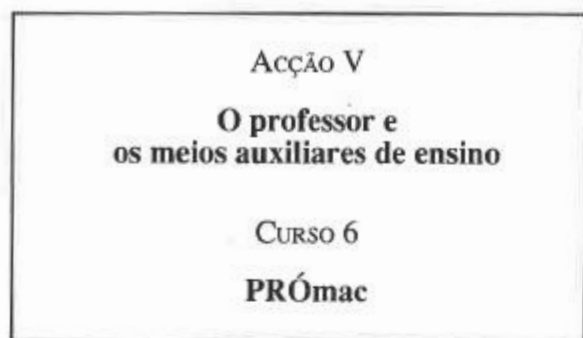 Acção V
O professor e
os meios auxiliares de ensino
Curso 6
PRÓmac